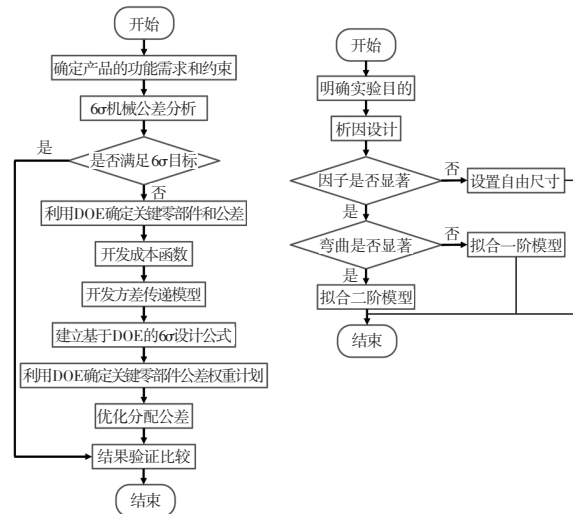 开始
确定产品的功能需求和约束
6σ机械公差分析
是
是否满足6σ目标
否
利用DOE确定关键零部件和公差
开发成本函数
开发方差传递模型
建立基于DOE的6σ设计公式
利用DOE确定关键零部件公差权重计划
优化分配公差
结果验证比较
结束
开始
明确实验目的
析因设计
因子是否显著
否
设置自由尺寸
是
弯曲是否显著
否
拟合一阶模型
是
拟合二阶模型
结束